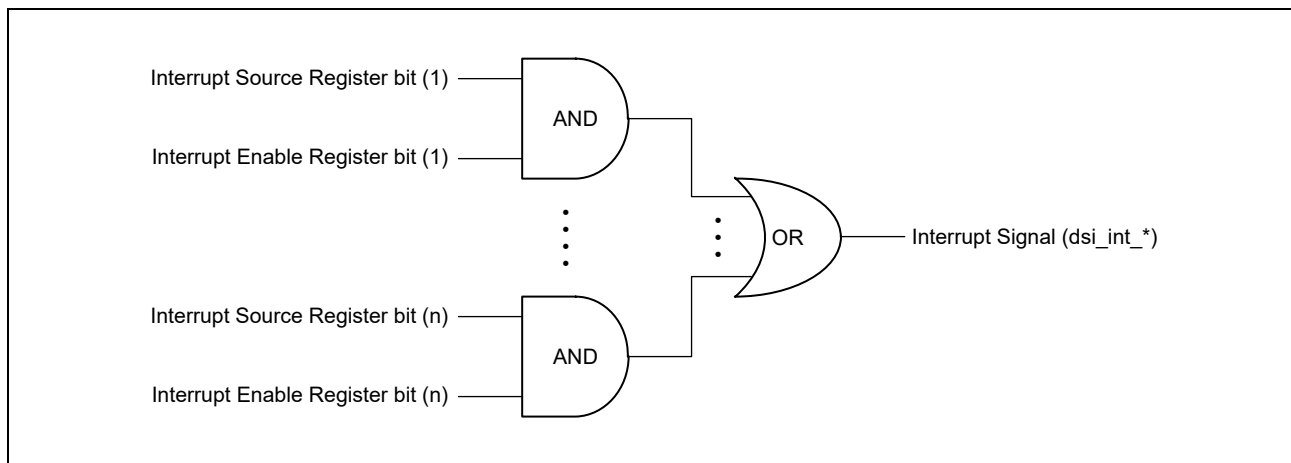 Interrupt Source Register bit (1)
AND
Interrupt Enable Register bit (1)
OR
Interrupt Signal (dsi_int_*)
Interrupt Source Register bit (n)
AND
Interrupt Enable Register bit (n)